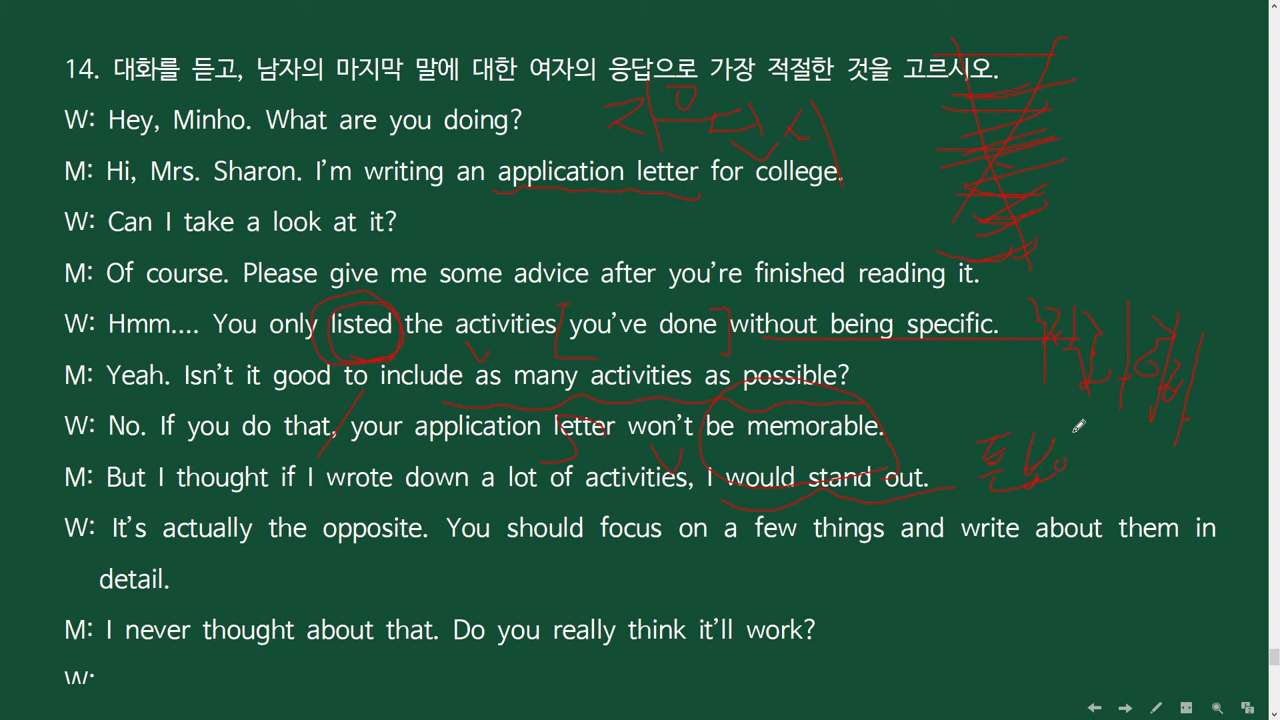 14. 대화를 듣고, 남자의 마지막 말에 대한 여자의 응답으로 가장 적절한 것을 고르시오.
W: Hey, Minho. What are you doing?
M: Hi, Mrs. Sharon. I'm writing an application letter for college.
W: Can I take a look at it?
M: Of course. Please give me some advice after you're finished reading it.
W: Hmm.... You only listed the activities you've done without being specific.
M: Yeah. Isn't it good to include as many activities as possible?
W: No. If you do that, your application letter won't be memorable.
M: But I thought if I wrote down a lot of activities, I would stand out.
W: It's actually the opposite. You should focus on a few things and write about them in
detail.
M: I never thought about that. Do you really think it'll work?
W: